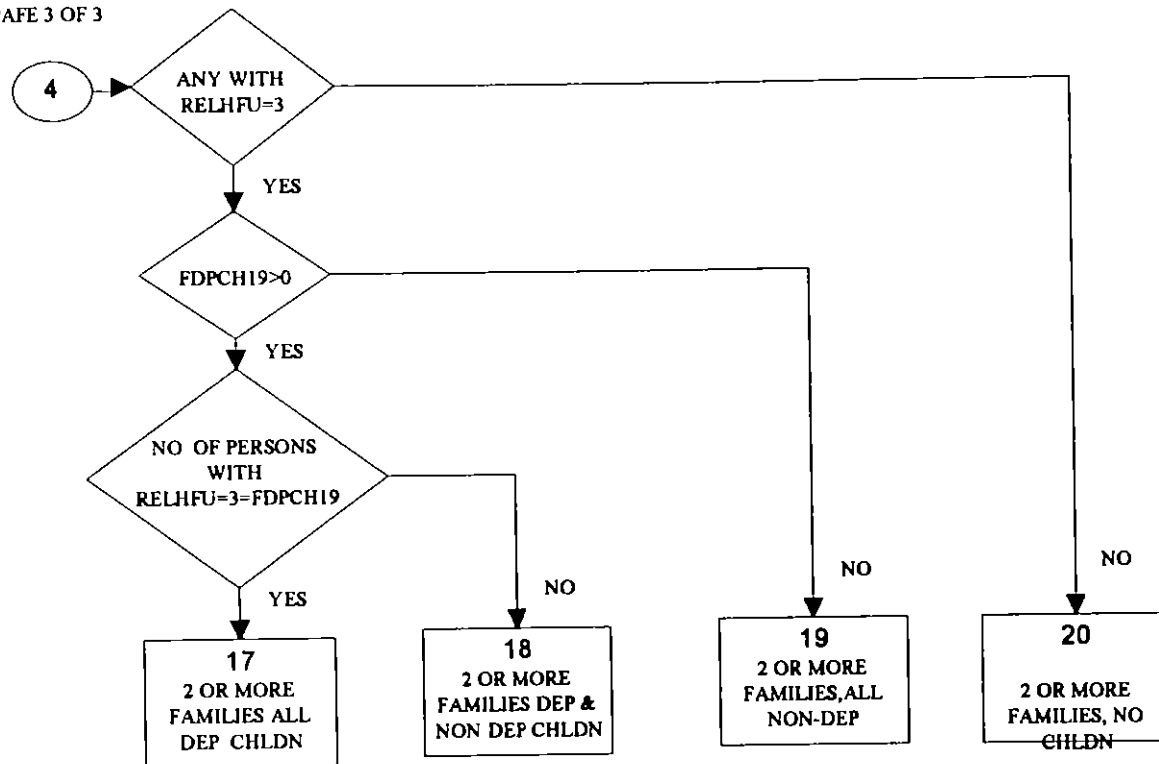 PAFE 3 OF 3
4
ANY WITH
RELHFU=3
YES
FDPCH19>0
YES
NO OF PERSONS
WITH
RELHFU=3=FDPCH19
YES
NO
NO
NO
17
2 OR MORE
FAMILIES ALL
DEP CHLDN
18
2 OR MORE
FAMILIES DEP &
NON DEP CHLDN
19
2 OR MORE
FAMILIES,ALL
NON-DEP
20
2 OR MORE
FAMILIES, NO
CHLDN